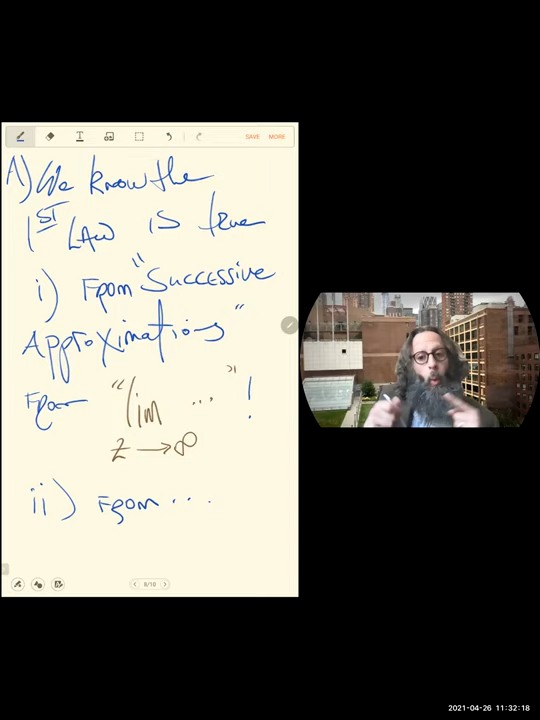 SAVE MORE
A) We know the
1ST LAW IS true
i) From "Successive
Approximations"
From "lim ..." !
z → ∞
ii) From ...
8/10
2021-04-26 11:32:18